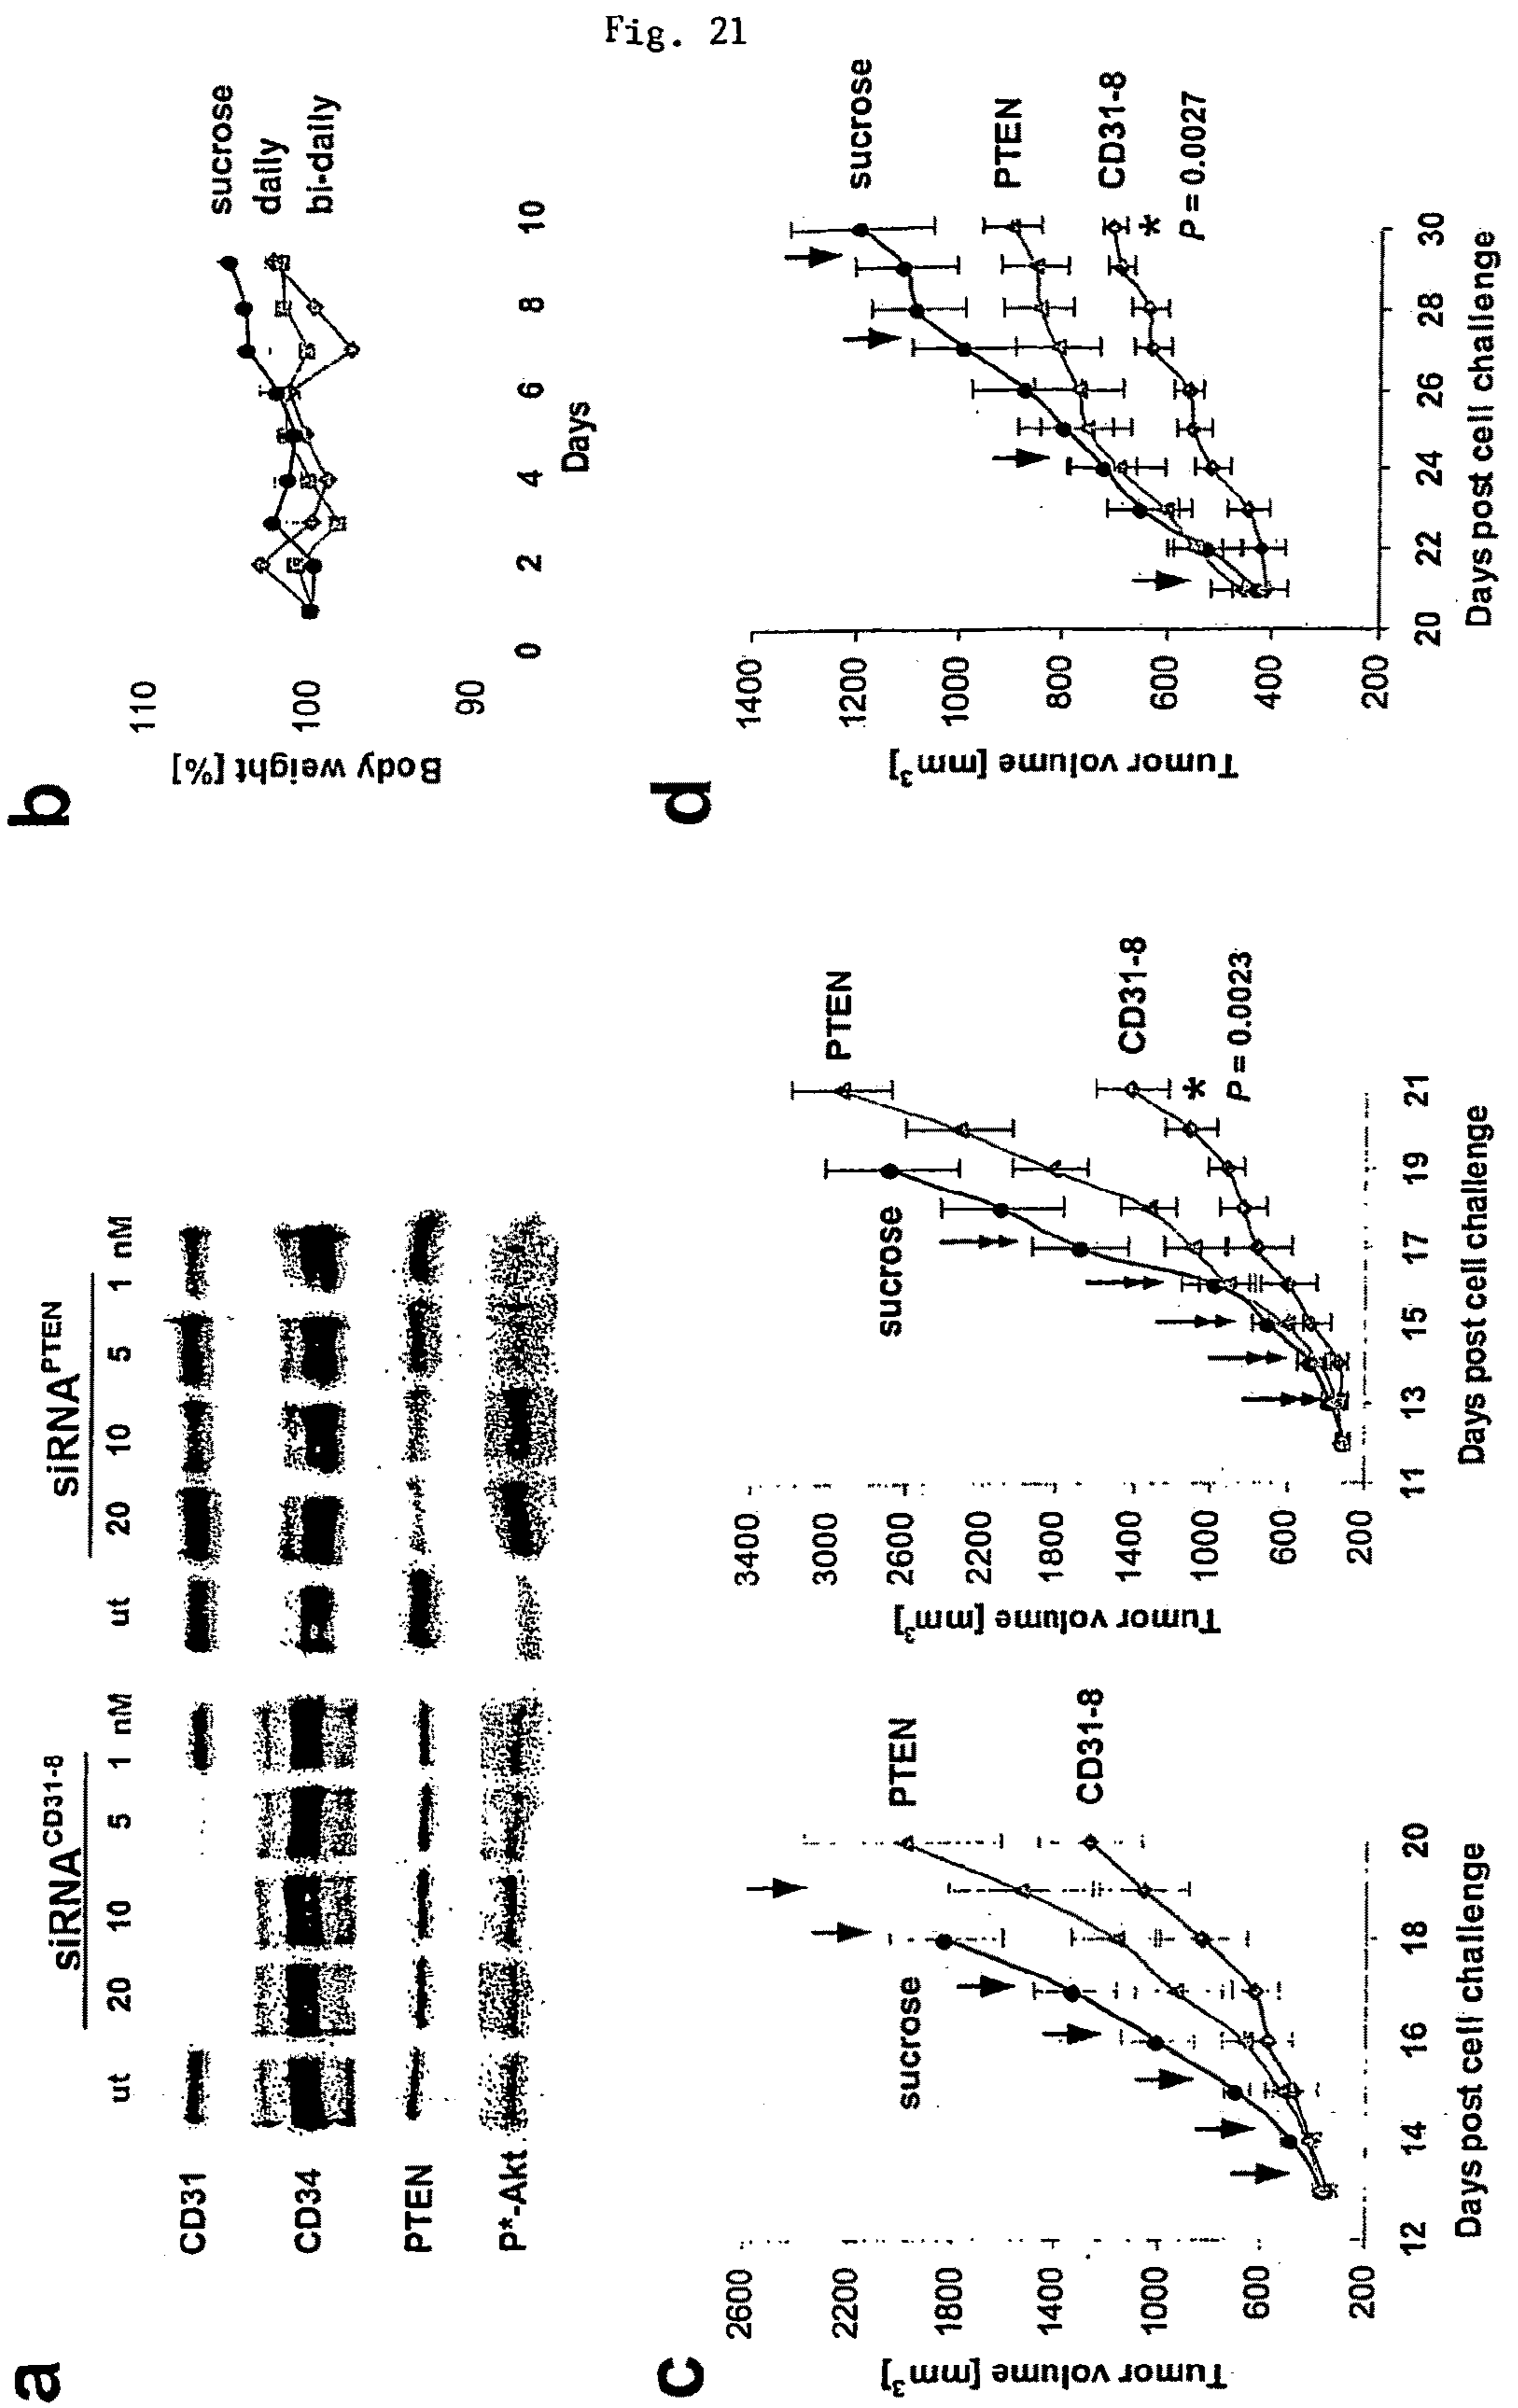 Fig. 21
a
siRNA^CD31-8 siRNA^PTEN
ut 20 10 5 1 nM ut 20 10 5 1 nM
CD31
CD34
PTEN
P*-Akt
b
Body weight [%]
110
100
90
0 2 4 6 8 10
Days
sucrose
daily
bi-daily
c
Tumor volume [mm³]
2600
2200
1800
1400
1000
600
200
12 14 16 18 20
Days post cell challenge
sucrose
PTEN
CD31-8
Tumor volume [mm³]
3400
3000
2600
2200
1800
1400
1000
600
200
11 13 15 17 19 21
Days post cell challenge
sucrose
PTEN
CD31-8
*
P = 0.0023
d
Tumor volume [mm³]
1400
1200
1000
800
600
400
200
20 22 24 26 28 30
Days post cell challenge
sucrose
PTEN
CD31-8
*
P = 0.0027